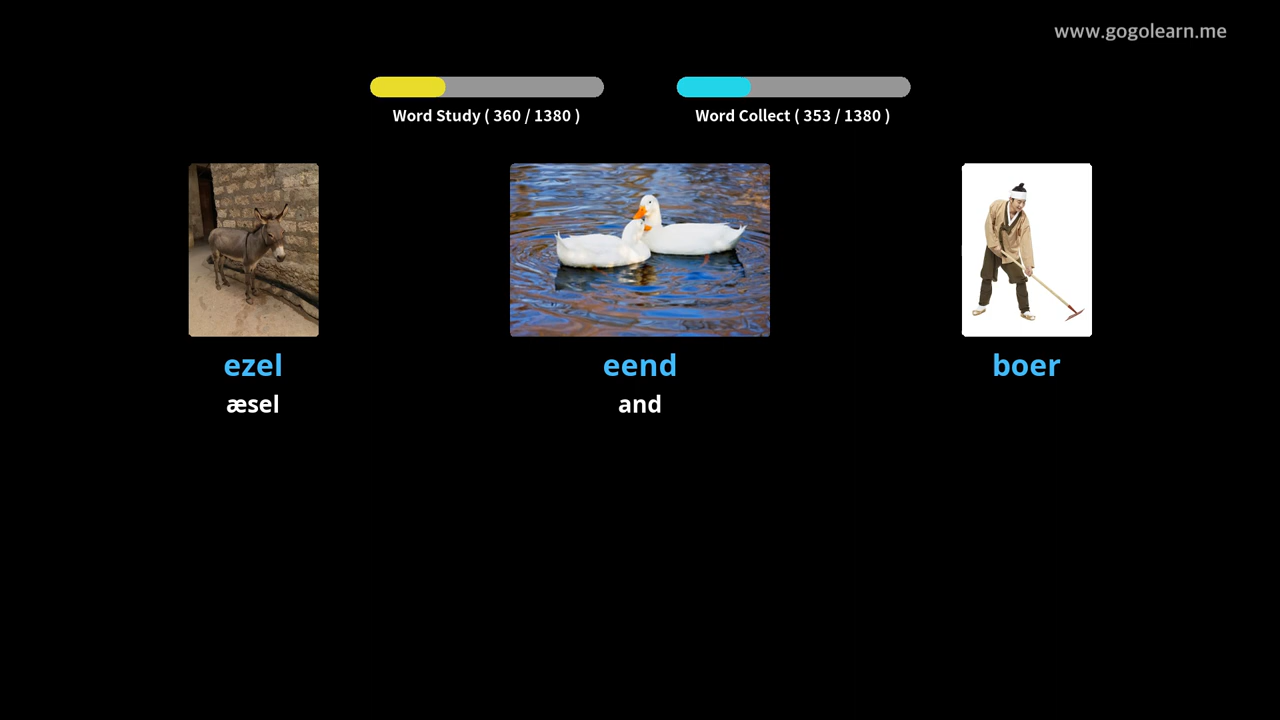 www.gogolearn.me
Word Study ( 360 / 1380 )
Word Collect ( 353 / 1380 )
ezel
eend
boer
æsel
and